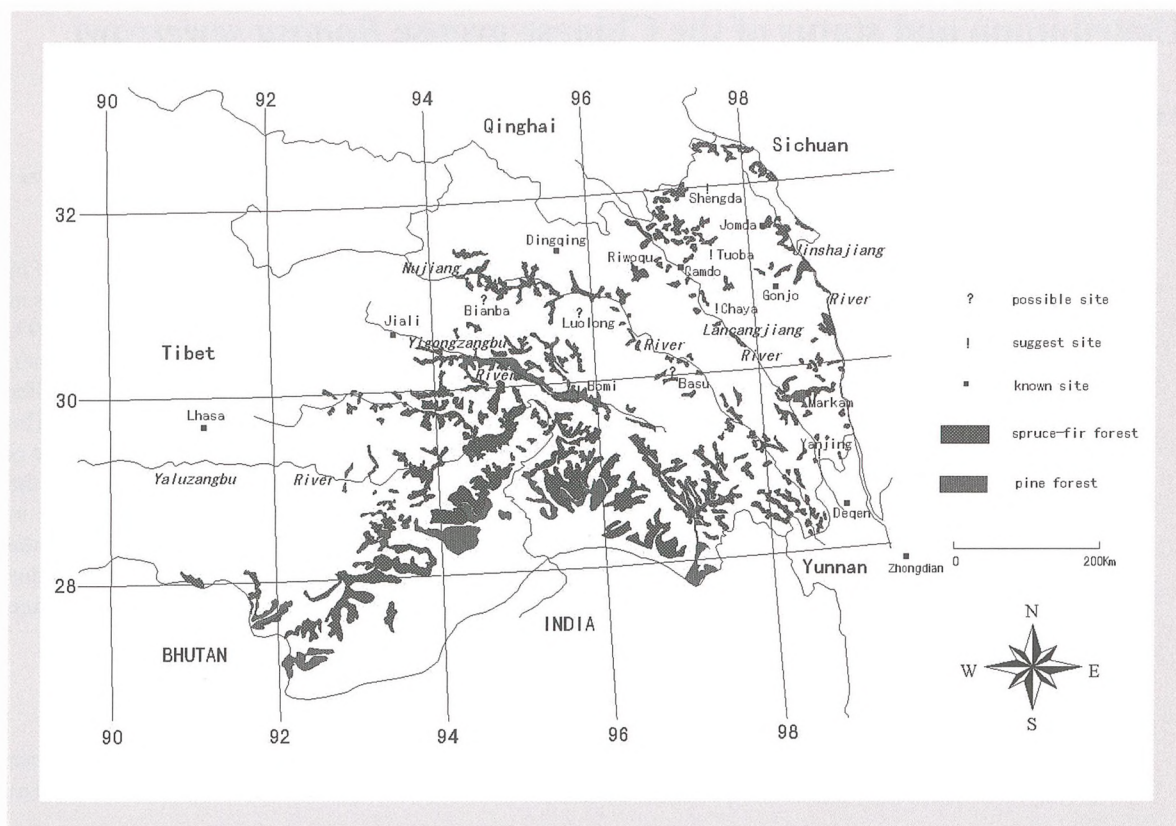 90
92
94
96
98
Qinghai
Sichuan
32
Shengda
Jomda
Dingqing
Riwoqu
Tuoba
Jinshajiang
Nujiang
Qamdo
Gonjo
River
? possible site
Bianba
Chaya
Luolong
Jiali
Lancangjiang
! suggest site
Yigongzangbu
River
River
Tibet
River
Basu
Bomi
known site
30
Markam
Lhasa
spruce-fir forest
Yanjing
Yaluzangbu
River
pine forest
Deqen
0
200Km
28
Yunnan
Zhongdian
INDIA
BHUTAN
N
W
E
S
90
92
94
96
98